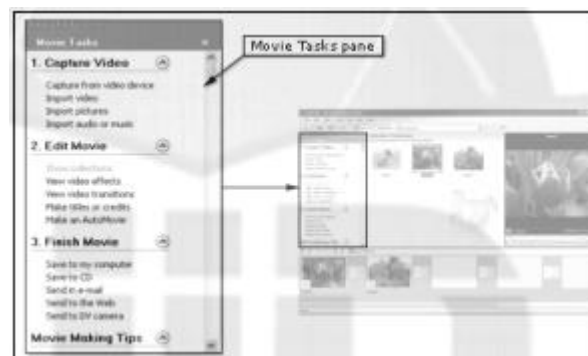 Movie Tasks
Movie Tasks pane
1. Capture Video
Capture from video device
Import video
Import pictures
Import audio or music
2. Edit Movie
Show collections
View video effects
View video transitions
Make titles or credits
Make an AutoMovie
3. Finish Movie
Save to my computer
Save to CD
Send in e-mail
Send to the Web
Send to DV camera
Movie Making Tips